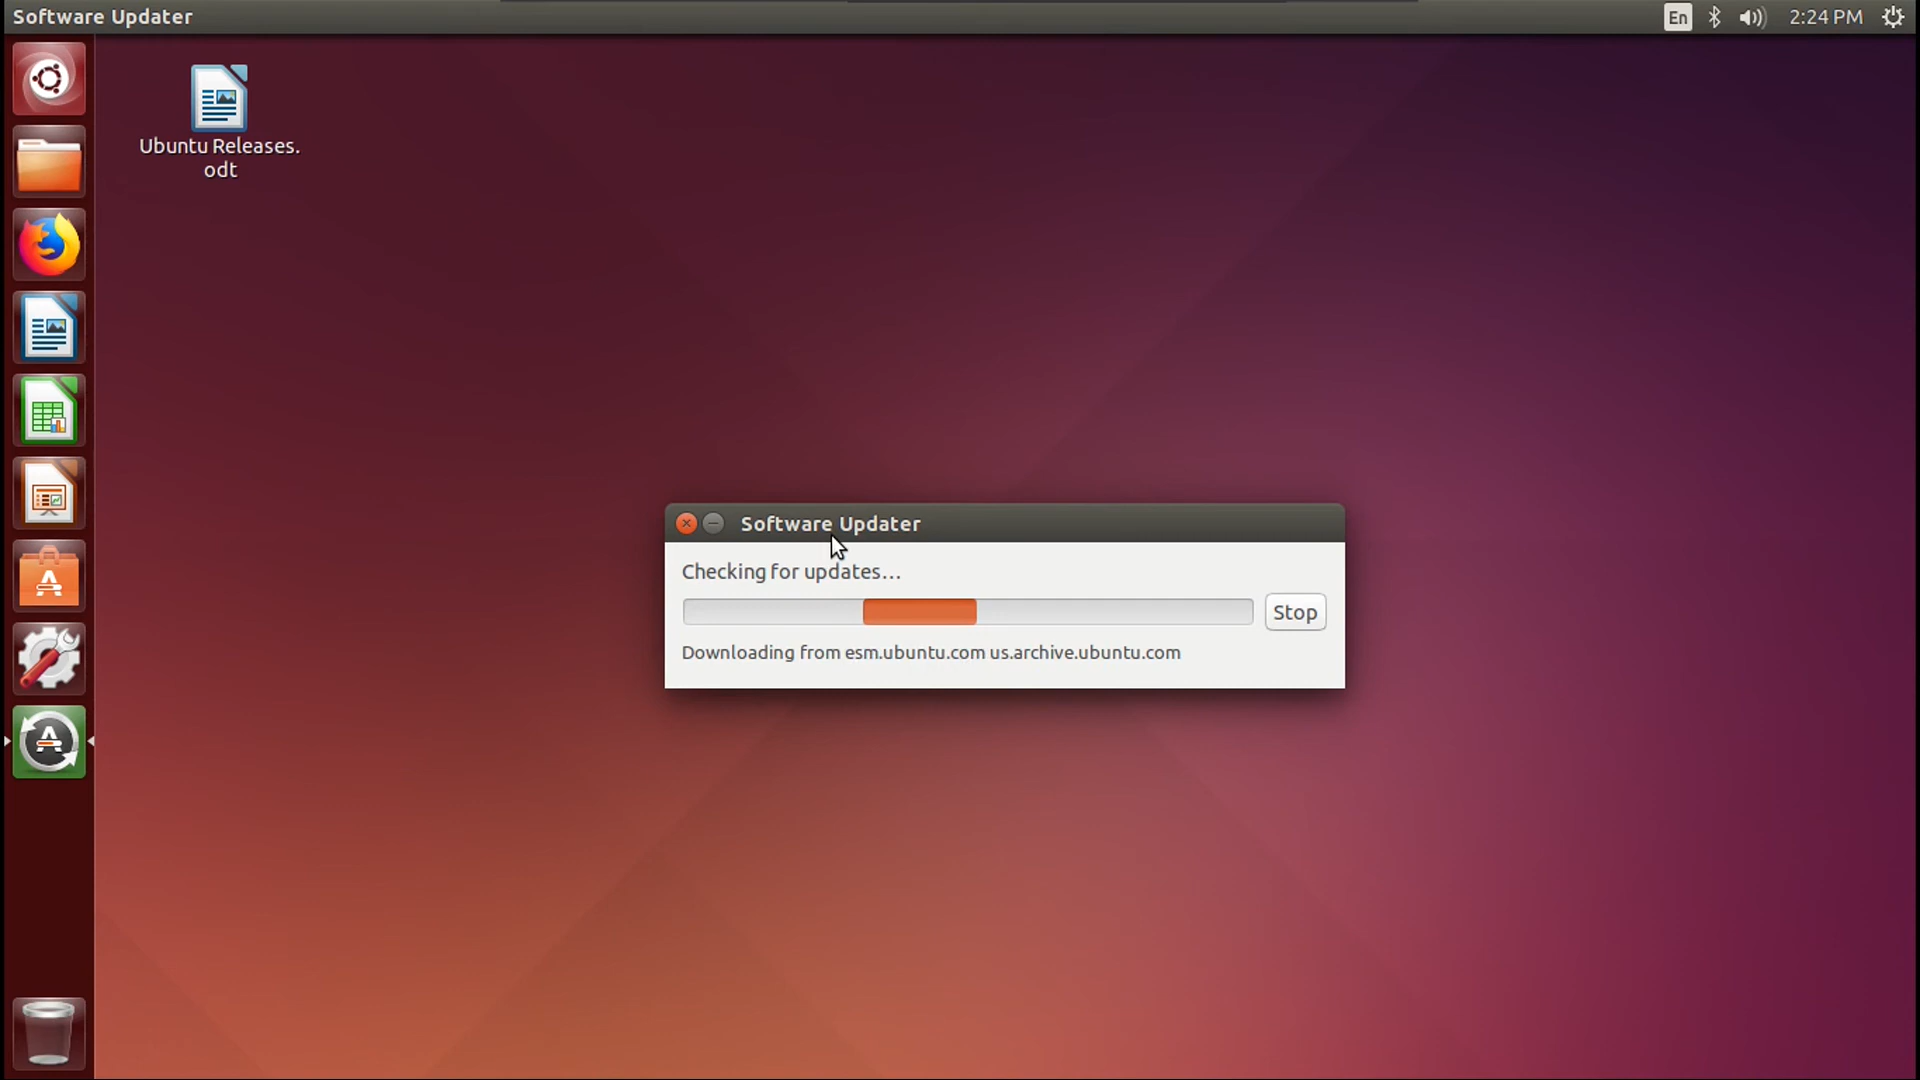 Software Updater
En
2:24 PM
Ubuntu Releases.
odt
Software Updater
Checking for updates…
Stop
Downloading from esm.ubuntu.com us.archive.ubuntu.com